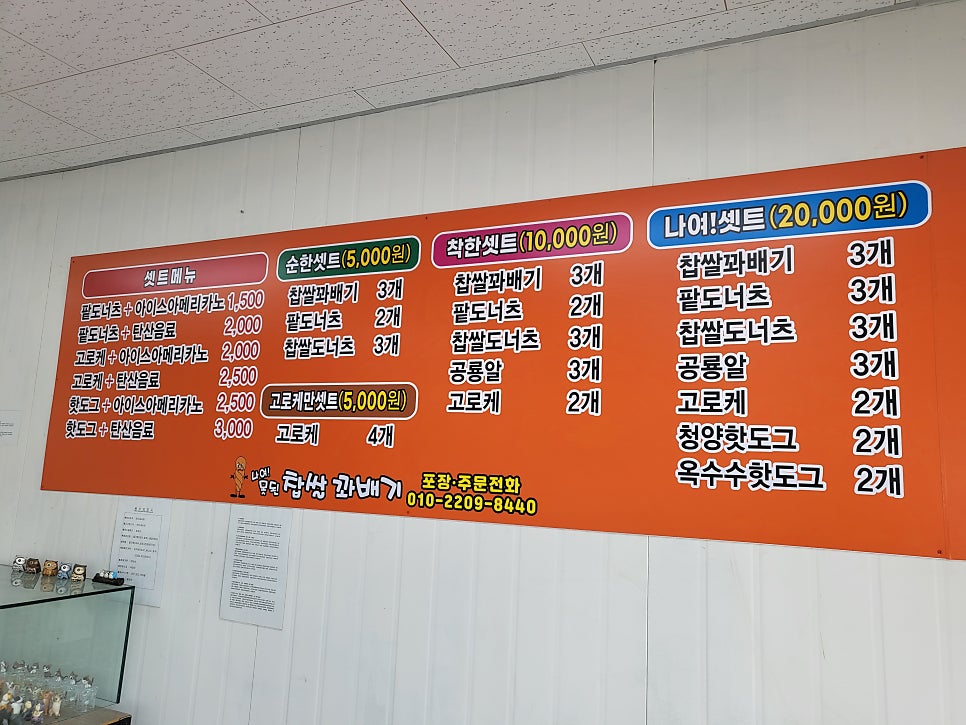 셋트메뉴
팥도너츠 + 아이스아메리카노 1,500
팥도너츠 + 탄산음료 2,000
고로케 + 아이스아메리카노 2,000
고로케 + 탄산음료 2,500
핫도그 + 아이스아메리카노 2,500
핫도그 + 탄산음료 3,000
순한셋트(5,000원)
찹쌀꽈배기 3개
팥도너츠 2개
찹쌀도너츠 3개
고로케만셋트(5,000원)
고로케 4개
착한셋트(10,000원)
찹쌀꽈배기 3개
팥도너츠 2개
찹쌀도너츠 3개
공룡알 3개
고로케 2개
나여!셋트(20,000원)
찹쌀꽈배기 3개
팥도너츠 3개
찹쌀도너츠 3개
공룡알 3개
고로케 2개
청양핫도그 2개
옥수수핫도그 2개
나여!
못난 찹쌀 꽈배기
포장·주문전화
010-2209-8440